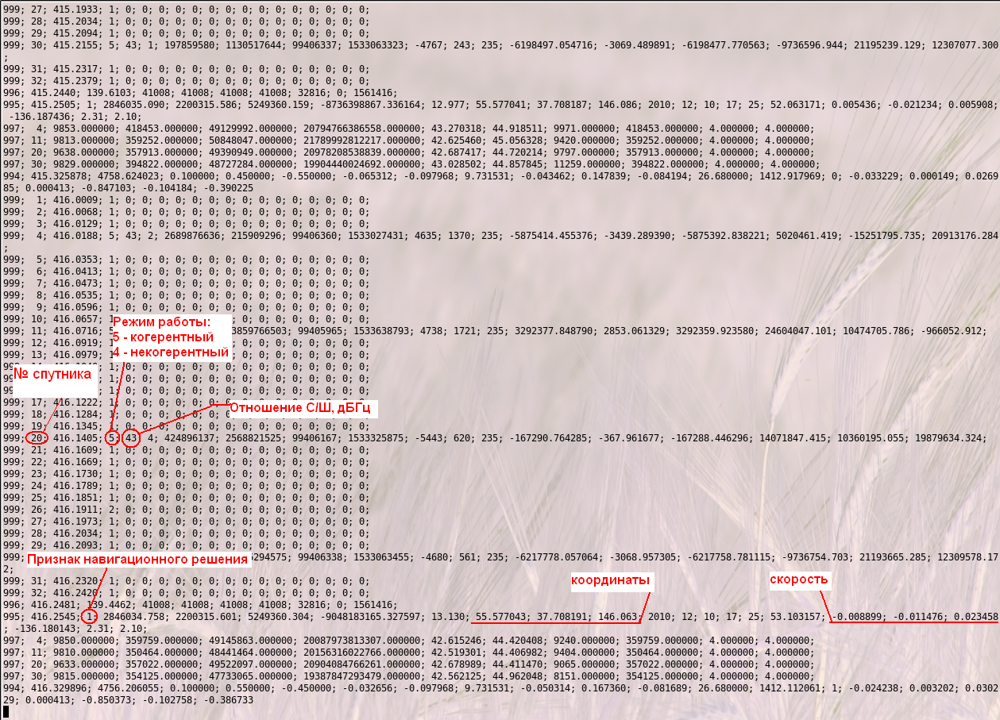 999; 27; 415.1933; 1; 0; 0; 0; 0; 0; 0; 0; 0; 0; 0; 0; 0; 0; 0; 0;
999; 28; 415.2034; 1; 0; 0; 0; 0; 0; 0; 0; 0; 0; 0; 0; 0; 0; 0; 0;
999; 29; 415.2094; 1; 0; 0; 0; 0; 0; 0; 0; 0; 0; 0; 0; 0; 0; 0; 0;
999; 30; 415.2155; 5; 43; 1; 197859580; 1130517644; 99406337; 1533063323; -4767; 243; 235; -6198497.054716; -3069.489891; -6198477.770563; -9736596.944; 21195239.129; 12307077.300
;
999; 31; 415.2317; 1; 0; 0; 0; 0; 0; 0; 0; 0; 0; 0; 0; 0; 0; 0; 0;
999; 32; 415.2379; 1; 0; 0; 0; 0; 0; 0; 0; 0; 0; 0; 0; 0; 0; 0; 0;
996; 415.2440; 139.6103; 41008; 41008; 41008; 41008; 32816; 0; 1561416;
995; 415.2505; 1; 2846035.090; 2200315.586; 5249360.159; -8736398867.336164; 12.977; 55.577041; 37.708187; 146.086; 2010; 12; 10; 17; 25; 52.063171; 0.005436; -0.021234; 0.005908;
-136.187436; 2.31; 2.10;
997; 4; 9853.000000; 418453.000000; 49129992.000000; 20794766386558.000000; 43.270318; 44.918511; 9971.000000; 418453.000000; 4.000000; 4.000000;
997; 11; 9813.000000; 359252.000000; 50848047.000000; 21789992812217.000000; 42.625460; 45.056328; 9420.000000; 359252.000000; 4.000000; 4.000000;
997; 20; 9638.000000; 357913.000000; 49390949.000000; 20978208538839.000000; 42.687417; 44.720214; 9797.000000; 357913.000000; 4.000000; 4.000000;
997; 30; 9829.000000; 394822.000000; 48727284.000000; 19904440024692.000000; 43.028502; 44.857845; 11259.000000; 394822.000000; 4.000000; 4.000000;
994; 415.325878; 4758.624023; 0.100000; 0.450000; -0.550000; -0.065312; -0.097968; 9.731531; -0.043462; 0.147839; -0.084194; 26.680000; 1412.917969; 0; -0.033229; 0.000149; 0.0269
85; 0.000413; -0.847103; -0.104184; -0.390225
999; 1; 416.0009; 1; 0; 0; 0; 0; 0; 0; 0; 0; 0; 0; 0; 0; 0; 0; 0;
999; 2; 416.0068; 1; 0; 0; 0; 0; 0; 0; 0; 0; 0; 0; 0; 0; 0; 0; 0;
999; 3; 416.0129; 1; 0; 0; 0; 0; 0; 0; 0; 0; 0; 0; 0; 0; 0; 0; 0;
999; 4; 416.0188; 5; 43; 2; 2689876636; 215909296; 99406360; 1533027431; 4635; 1370; 235; -5875414.455376; -3439.289390; -5875392.838221; 5020461.419; -15251795.735; 20913176.284
;
999; 5; 416.0353; 1; 0; 0; 0; 0; 0; 0; 0; 0; 0; 0; 0; 0; 0; 0; 0;
999; 6; 416.0413; 1; 0; 0; 0; 0; 0; 0; 0; 0; 0; 0; 0; 0; 0; 0; 0;
999; 7; 416.0473; 1; 0; 0; 0; 0; 0; 0; 0; 0; 0; 0; 0; 0; 0; 0; 0;
999; 8; 416.0535; 1; 0; 0; 0; 0; 0; 0; 0; 0; 0; 0; 0; 0; 0; 0; 0;
999; 9; 416.0596; 1; 0; 0; 0; 0; 0; 0; 0; 0; 0; 0; 0; 0; 0; 0; 0;
999; 10; 416.0657; 1; 0; 0; 0; 0; 0; 0; 0; 0;
Режим работы:
5 - когерентный
4 - некогерентный
999; 11; 416.0716; 3859766503; 99405965; 1533638793; 4738; 1721; 235; 3292377.848790; 2853.061329; 3292359.923580; 24604047.101; 10474705.786; -966052.912;
999; 12; 416.0919; 0; 0; 0; 0; 0; 0; 0; 0;
999; 13; 416.0979; 0; 0; 0; 0; 0; 0; 0; 0;
№ спутника
1; 0; 0; 0; 0; 0; 0; 0; 0; 0; 0; 0; 0; 0; 0; 0;
1; 0; 0; 0; 0; 0; 0; 0; 0; 0; 0; 0; 0; 0; 0; 0;
1; 0; 0; 0; 0; 0; 0; 0; 0; 0; 0; 0; 0; 0; 0; 0;
999; 17; 416.1222; 1; 0; 0; 0; 0; 0; 0;
Отношение С/Ш, дБГц
999; 18; 416.1284; 1; 0; 0; 0; 0; 0; 0;
999; 19; 416.1345; 1; 0; 0; 0; 0; 0; 0; 0; 0; 0; 0; 0; 0; 0; 0; 0;
999; 20; 416.1405; 5; 43; 4; 424896137; 2568821525; 99406167; 1533325875; -5443; 620; 235; -167290.764285; -367.961677; -167288.446296; 14071847.415; 10360195.055; 19879634.324;
999; 21; 416.1609; 1; 0; 0; 0; 0; 0; 0; 0; 0; 0; 0; 0; 0; 0; 0; 0;
999; 22; 416.1669; 1; 0; 0; 0; 0; 0; 0; 0; 0; 0; 0; 0; 0; 0; 0; 0;
999; 23; 416.1730; 1; 0; 0; 0; 0; 0; 0; 0; 0; 0; 0; 0; 0; 0; 0; 0;
999; 24; 416.1789; 1; 0; 0; 0; 0; 0; 0; 0; 0; 0; 0; 0; 0; 0; 0; 0;
999; 25; 416.1851; 1; 0; 0; 0; 0; 0; 0; 0; 0; 0; 0; 0; 0; 0; 0; 0;
999; 26; 416.1911; 2; 0; 0; 0; 0; 0; 0; 0; 0; 0; 0; 0; 0; 0; 0; 0;
999; 27; 416.1973; 1; 0; 0; 0; 0; 0; 0; 0; 0; 0; 0; 0; 0; 0; 0; 0;
999; 28; 416.2034; 1; 0; 0; 0; 0; 0; 0; 0; 0; 0; 0; 0; 0; 0; 0; 0;
999; 29; 416.2093; 1; 0; 0; 0; 0; 0; 0; 0; 0; 0; 0; 0; 0; 0; 0; 0;
Признак навигационного решения
999; 99406338; 1533063455; -4680; 561; 235; -6217778.057064; -3068.957305; -6217758.781115; -9736754.703; 21193665.285; 12309578.17
2;
999; 31; 416.2320; 1; 0; 0; 0; 0; 0; 0; 0; 0; 0; 0; 0; 0; 0; 0; 0;
координаты
скорость
999; 32; 416.2420; 1; 0; 0; 0; 0; 0; 0; 0; 0; 0; 0; 0; 0; 0; 0; 0;
996; 416.2481; 139.4462; 41008; 41008; 41008; 41008; 32816; 0; 1561416;
995; 416.2545; 1; 2846034.758; 2200315.601; 5249360.304; -9048183165.327597; 13.130; 55.577043; 37.708191; 146.063; 2010; 12; 10; 17; 25; 53.103157; -0.008899; -0.011476; 0.023458
; -136.180143; 2.31; 2.10;
997; 4; 9850.000000; 359759.000000; 49145863.000000; 20087973813307.000000; 42.615246; 44.420408; 9240.000000; 359759.000000; 4.000000; 4.000000;
997; 11; 9810.000000; 350464.000000; 48441464.000000; 20156316022766.000000; 42.519301; 44.406982; 9404.000000; 350464.000000; 4.000000; 4.000000;
997; 20; 9633.000000; 357022.000000; 49522097.000000; 20904084766261.000000; 42.678989; 44.411470; 9065.000000; 357022.000000; 4.000000; 4.000000;
997; 30; 9815.000000; 354125.000000; 47733065.000000; 19387847293479.000000; 42.562125; 44.962048; 8151.000000; 354125.000000; 4.000000; 4.000000;
994; 416.329896; 4756.206055; 0.100000; 0.550000; -0.450000; -0.032656; -0.097968; 9.731531; -0.050314; 0.167360; -0.081689; 26.680000; 1412.112061; 1; -0.024238; 0.003202; 0.0302
29; 0.000413; -0.850373; -0.102758; -0.386733